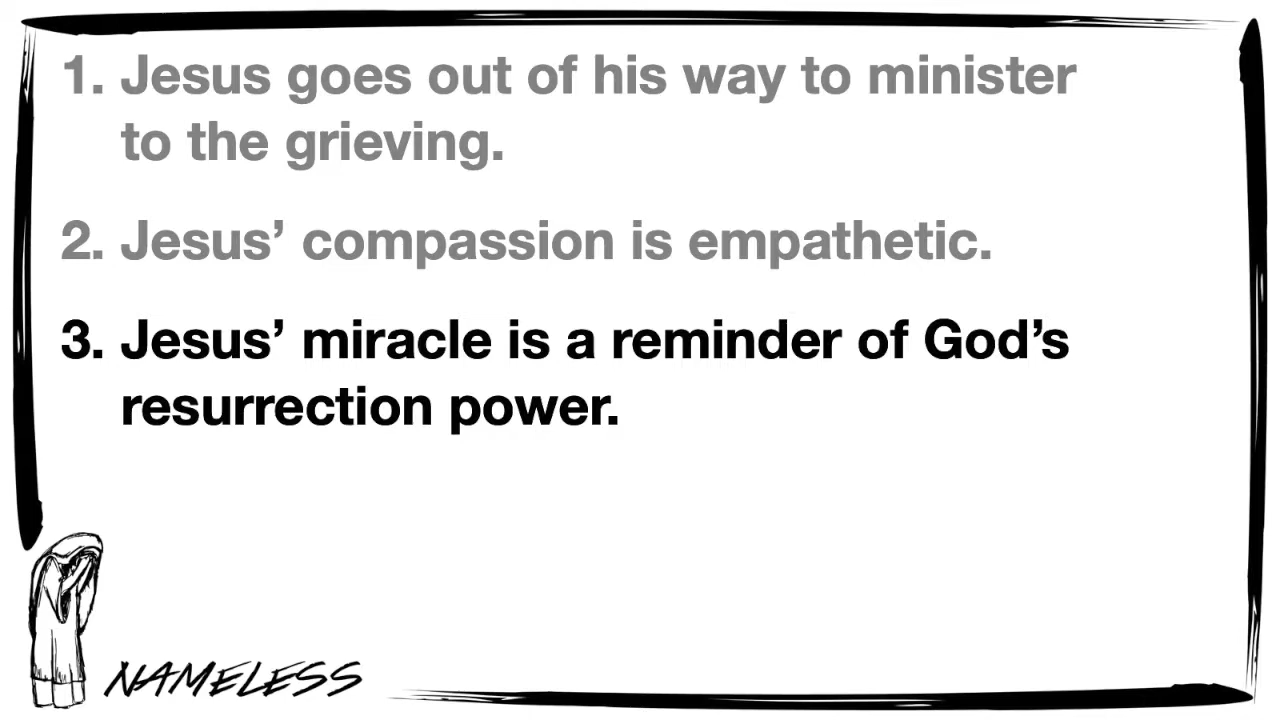 1. Jesus goes out of his way to minister
to the grieving.
2. Jesus’ compassion is empathetic.
3. Jesus’ miracle is a reminder of God’s
resurrection power.
NAMELESS